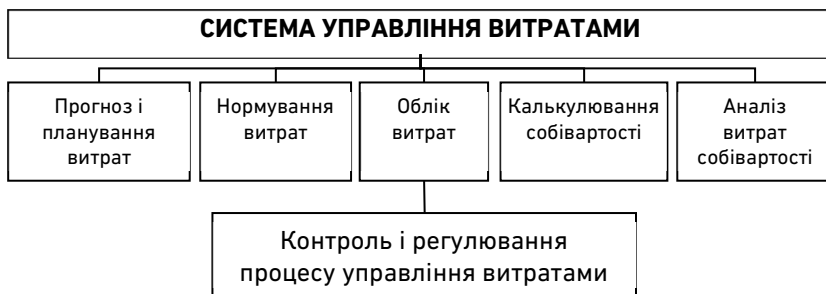 СИСТЕМА УПРАВЛІННЯ ВИТРАТАМИ
Прогноз і
планування
витрат
Нормування
витрат
Облік
витрат
Калькулювання
собівартості
Аналіз
витрат
собівартості
Контроль і регулювання
процесу управління витратами